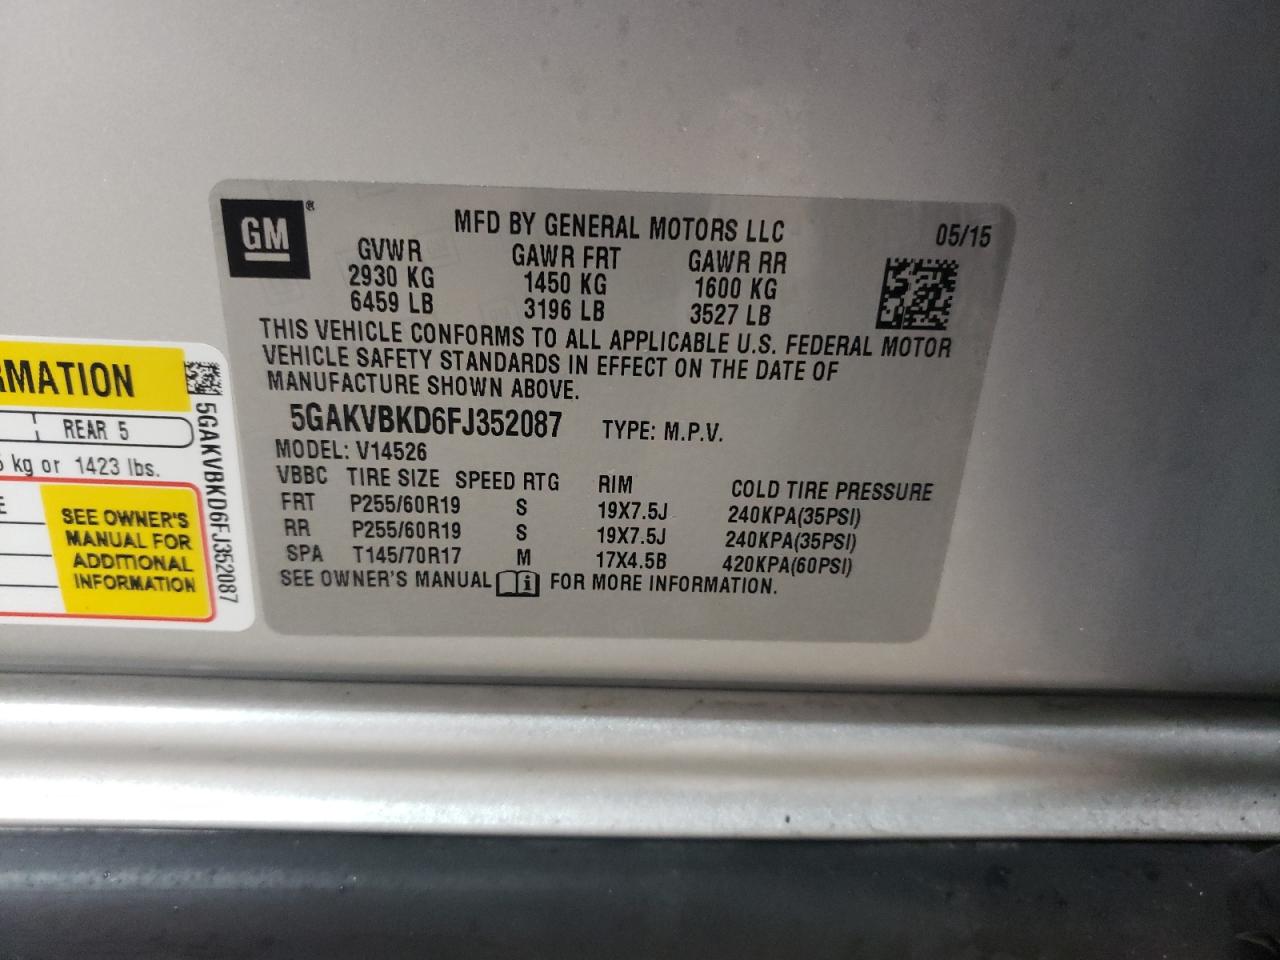 GM®
MFD BY GENERAL MOTORS LLC 05/15
GVWR GAWR FRT GAWR RR
2930 KG 1450 KG 1600 KG
6459 LB 3196 LB 3527 LB
THIS VEHICLE CONFORMS TO ALL APPLICABLE U.S. FEDERAL MOTOR
VEHICLE SAFETY STANDARDS IN EFFECT ON THE DATE OF
MANUFACTURE SHOWN ABOVE.
5GAKVBKD6FJ352087 TYPE: M.P.V.
MODEL: V14526
VBBC TIRE SIZE SPEED RTG RIM COLD TIRE PRESSURE
FRT P255/60R19 S 19X7.5J 240KPA(35PSI)
RR P255/60R19 S 19X7.5J 240KPA(35PSI)
SPA T145/70R17 M 17X4.5B 420KPA(60PSI)
SEE OWNER'S MANUAL i FOR MORE INFORMATION.
RMATION
REAR 5
kg or 1423 lbs.
E
SEE OWNER'S
MANUAL FOR
ADDITIONAL
INFORMATION
5GAKVBKD6FJ352087